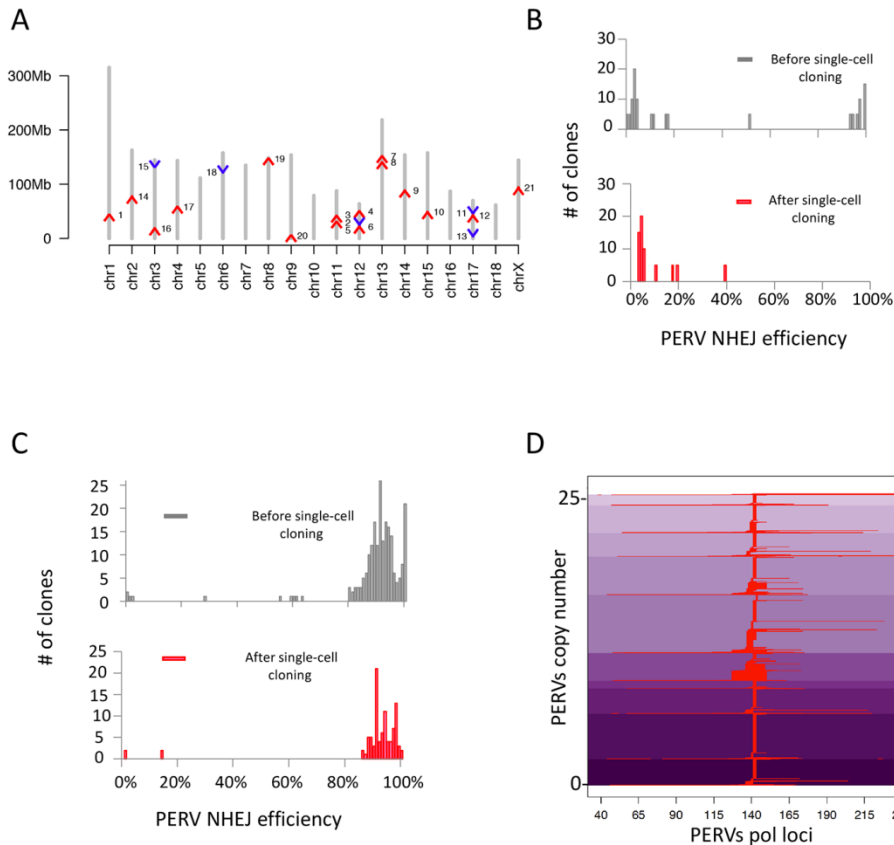 A
300Mb
200Mb
100Mb
0
1
14
15
16
17
18
19
20
3
2
5
4
6
7
8
9
10
11
12
13
21
chr1
chr2
chr3
chr4
chr5
chr6
chr7
chr8
chr9
chr10
chr11
chr12
chr13
chr14
chr15
chr16
chr17
chr18
chrX
B
30
20
10
0
Before single-cell
cloning
# of clones
30
20
10
0
After single-cell
cloning
0% 20% 40% 60% 80% 100%
PERV NHEJ efficiency
C
25
20
15
10
5
0
Before single-cell
cloning
# of clones
25
20
15
10
5
0
After single-cell
cloning
0% 20% 40% 60% 80% 100%
PERV NHEJ efficiency
D
25
PERVs copy number
0
40 65 90 115 140 165 190 215 2
PERVs pol loci